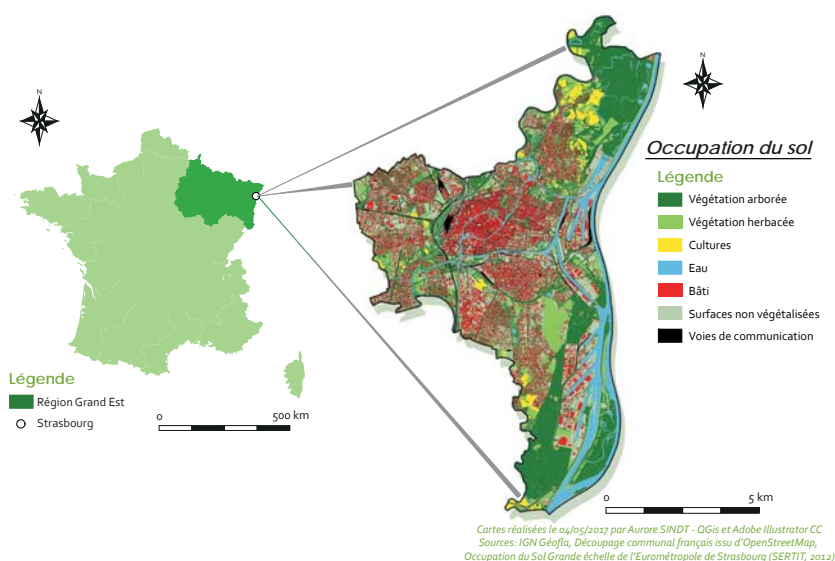 N
N
Occupation du sol
Légende
Végétation arborée
Végétation herbacée
Cultures
Eau
Bâti
Surfaces non végétalisées
Voies de communication
Légende
Région Grand Est
Strasbourg
0 500 km
0 5 km
Cartes réalisées le 04/05/2017 par Aurore SINDT - QGis et Adobe Illustrator CC
Sources: IGN Géofla, Découpage communal français issu d'OpenStreetMap,
Occupation du Sol Grande échelle de l'Eurométropole de Strasbourg (SERTIT, 2012)